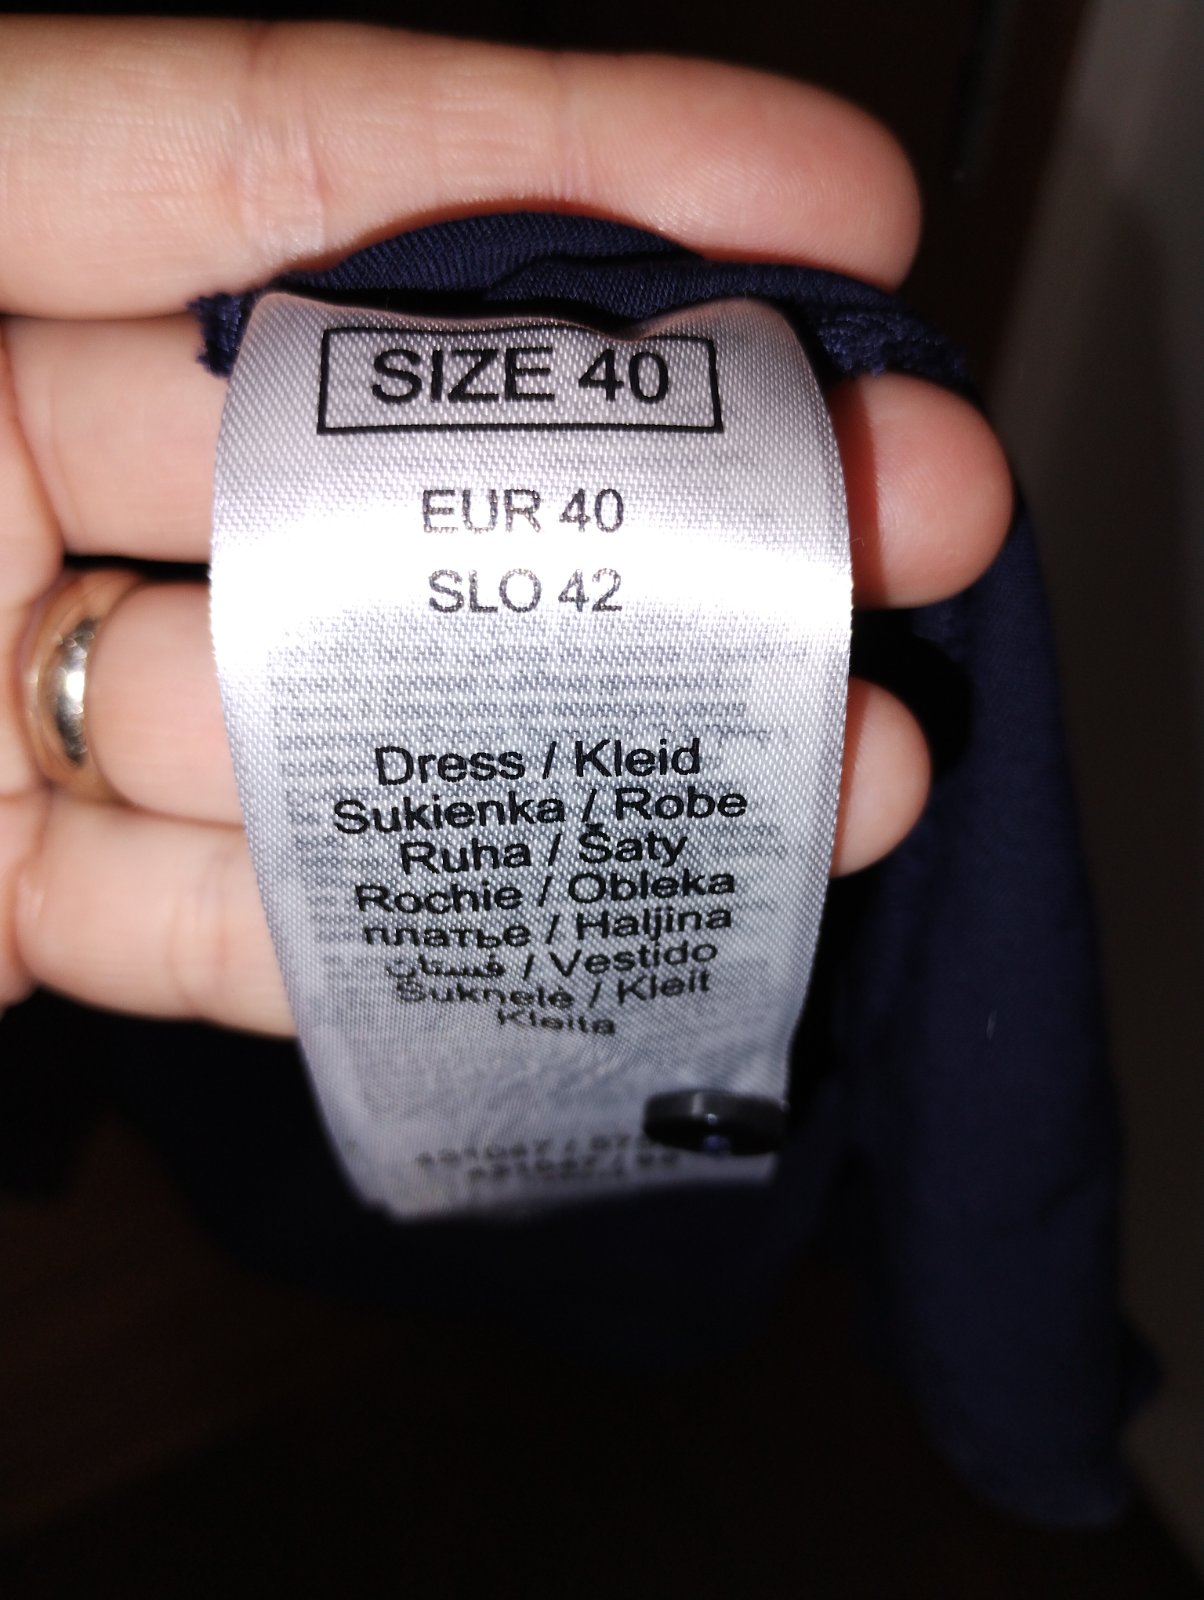 SIZE 40
EUR 40
SLO 42
Dress / Kleid
Sukienka / Robe
Ruha / Šaty
Rochie / Obleka
платье / Haljina
فستان / Vestido
Suknelė / Kleit
Kleita